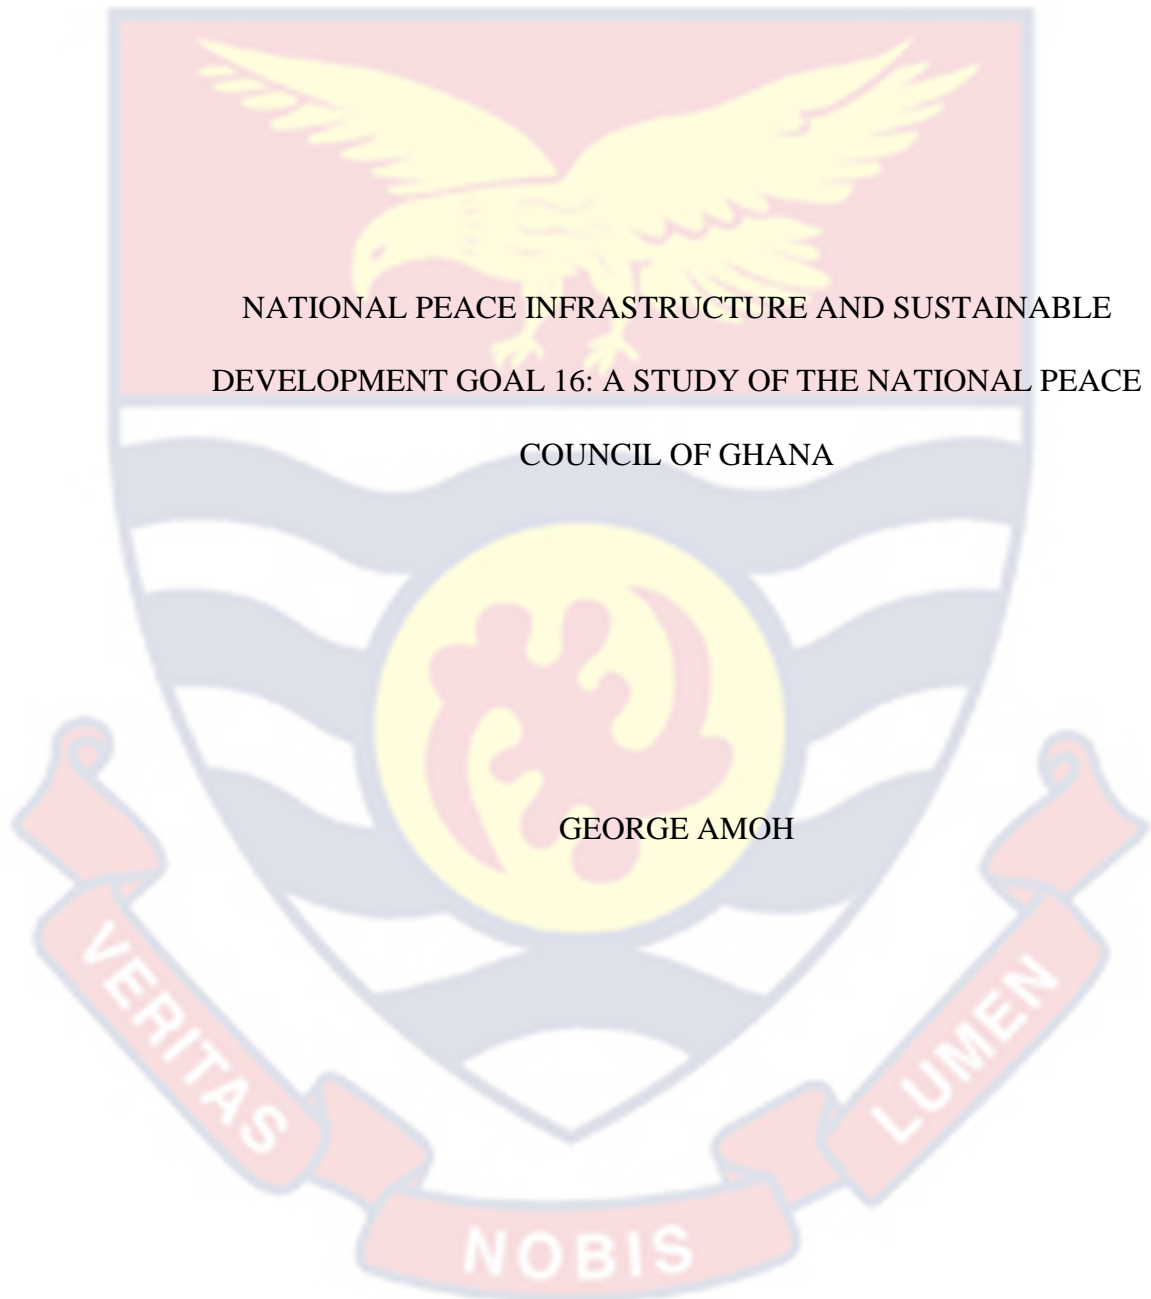 NATIONAL PEACE INFRASTRUCTURE AND SUSTAINABLE
DEVELOPMENT GOAL 16: A STUDY OF THE NATIONAL PEACE
COUNCIL OF GHANA
GEORGE AMOH
VERITAS
NOBIS
LUMEN